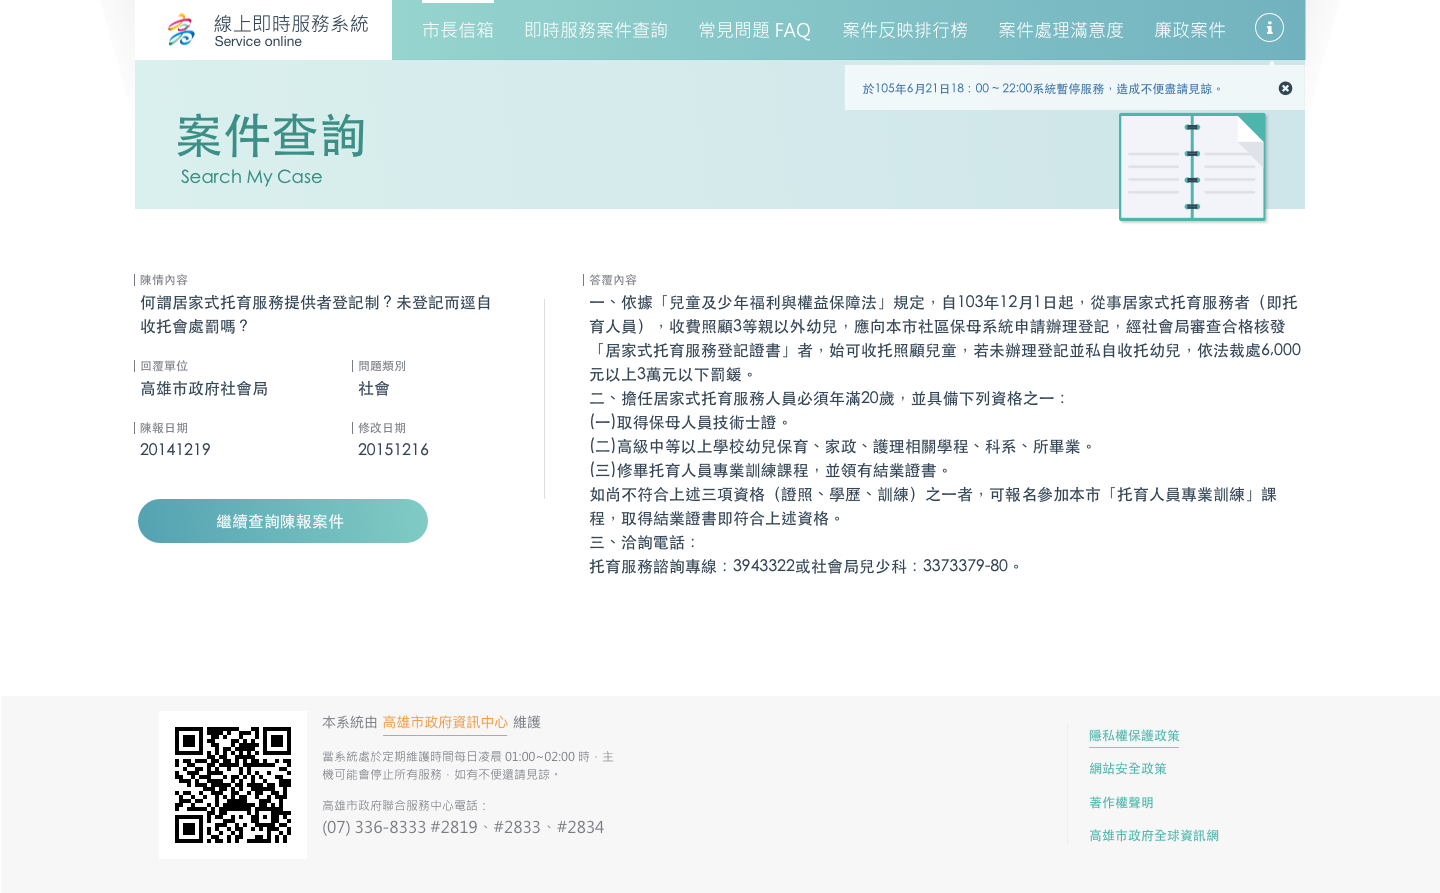 線上即時服務系統
Service online
市長信箱 即時服務案件查詢 常見問題 FAQ 案件反映排行榜 案件處理滿意度 廉政案件
於105年6月21日18:00 ~ 22:00系統暫停服務，造成不便盡請見諒。
案件查詢
Search My Case
陳情內容
何謂居家式托育服務提供者登記制？未登記而逕自
收托會處罰嗎？
回覆單位 問題類別
高雄市政府社會局 社會
陳報日期 修改日期
20141219 20151216
繼續查詢陳報案件
答覆內容
一、依據「兒童及少年福利與權益保障法」規定，自103年12月1日起，從事居家式托育服務者（即托
育人員），收費照顧3等親以外幼兒，應向本市社區保母系統申請辦理登記，經社會局審查合格核發
「居家式托育服務登記證書」者，始可收托照顧兒童，若未辦理登記並私自收托幼兒，依法裁處6,000
元以上3萬元以下罰鍰。
二、擔任居家式托育服務人員必須年滿20歲，並具備下列資格之一：
(一)取得保母人員技術士證。
(二)高級中等以上學校幼兒保育、家政、護理相關學程、科系、所畢業。
(三)修畢托育人員專業訓練課程，並領有結業證書。
如尚不符合上述三項資格（證照、學歷、訓練）之一者，可報名參加本市「托育人員專業訓練」課
程，取得結業證書即符合上述資格。
三、洽詢電話：
托育服務諮詢專線：3943322或社會局兒少科：3373379-80。
本系統由 高雄市政府資訊中心 維護
當系統處於定期維護時間每日凌晨 01:00~02:00 時，主
機可能會停止所有服務，如有不便還請見諒。
高雄市政府聯合服務中心電話：
(07) 336-8333 #2819、#2833、#2834
隱私權保護政策
網站安全政策
著作權聲明
高雄市政府全球資訊網